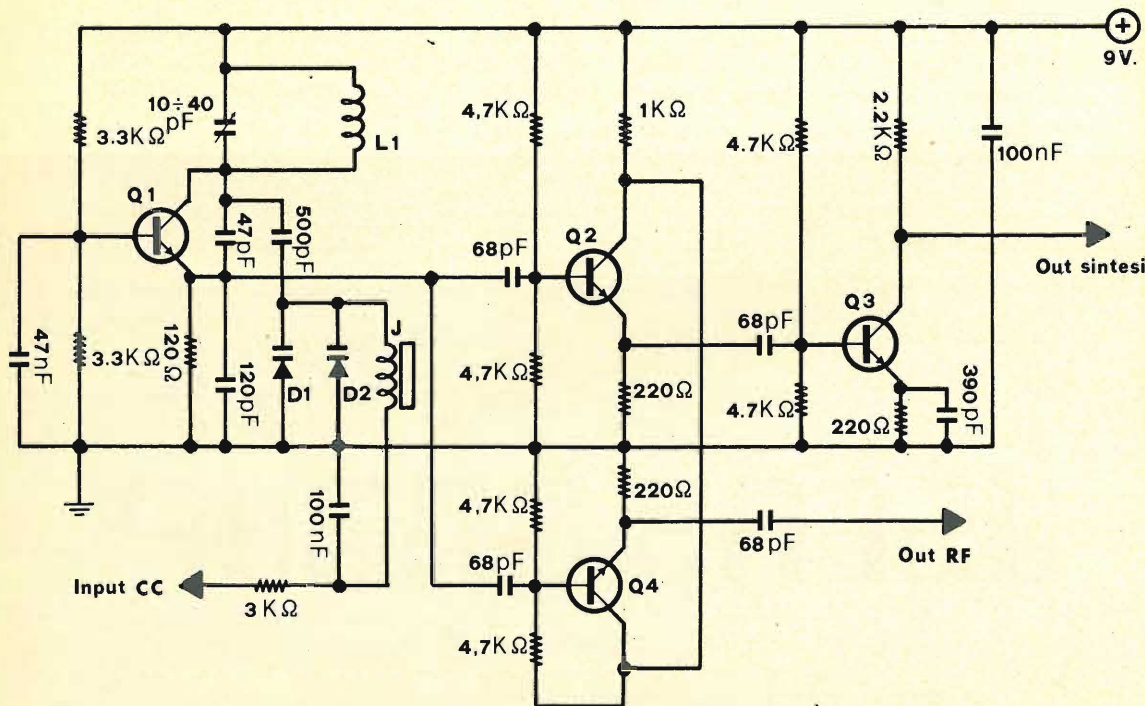 +
9V.
10÷40
pF
3.3KΩ
L1
4,7KΩ
1KΩ
4.7KΩ
2.2KΩ
100nF
Q1
47pF
500pF
68pF
Q2
Out sintesi
Q3
68pF
47nF
3.3KΩ
120Ω
120pF
D1
D2
J
4,7KΩ
220Ω
4.7KΩ
220Ω
390pF
100nF
4,7KΩ
220Ω
68pF
Out RF
68pF
Q4
Input CC
3KΩ
4,7KΩ